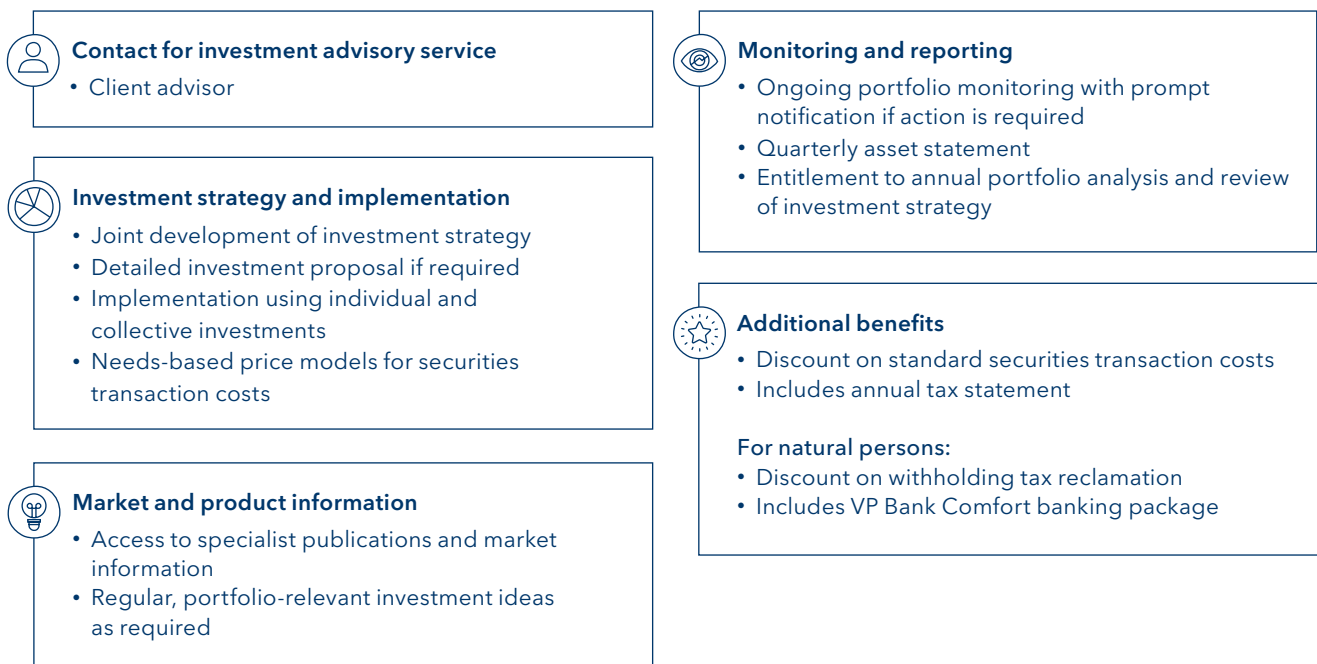 Contact for investment advisory service
• Client advisor
Investment strategy and implementation
• Joint development of investment strategy
• Detailed investment proposal if required
• Implementation using individual and
collective investments
• Needs-based price models for securities
transaction costs
Market and product information
• Access to specialist publications and market
information
• Regular, portfolio-relevant investment ideas
as required
Monitoring and reporting
• Ongoing portfolio monitoring with prompt
notification if action is required
• Quarterly asset statement
• Entitlement to annual portfolio analysis and review
of investment strategy
Additional benefits
• Discount on standard securities transaction costs
• Includes annual tax statement
For natural persons:
• Discount on withholding tax reclamation
• Includes VP Bank Comfort banking package